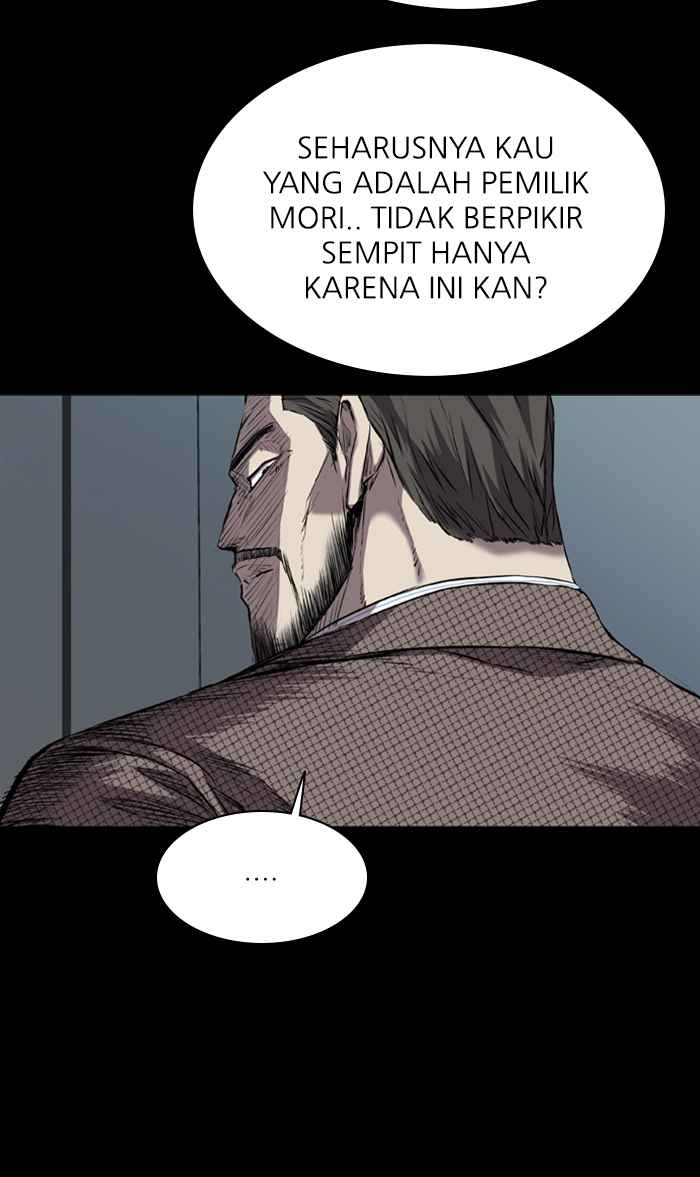 SEHARUSNYA KAU
YANG ADALAH PEMILIK
MORI.. TIDAK BERPIKIR
SEMPIT HANYA
KARENA INI KAN?
....